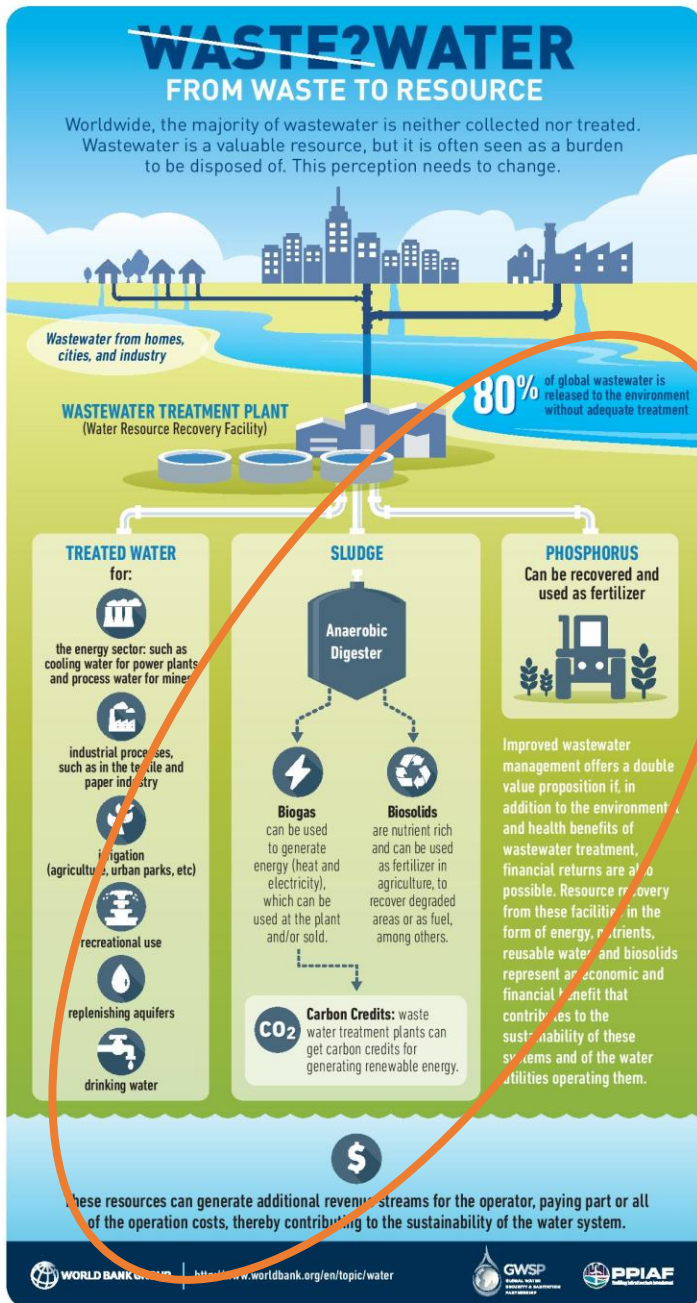 WASTE?WATER
FROM WASTE TO RESOURCE
Worldwide, the majority of wastewater is neither collected nor treated.
Wastewater is a valuable resource, but it is often seen as a burden
to be disposed of. This perception needs to change.
Wastewater from homes,
cities, and industry
80% of global wastewater is
released to the environment
without adequate treatment
WASTEWATER TREATMENT PLANT
(Water Resource Recovery Facility)
TREATED WATER
for:
the energy sector: such as
cooling water for power plants
and process water for mines
industrial processes,
such as in the textile and
paper industry
irrigation
(agriculture, urban parks, etc)
recreational use
replenishing aquifers
drinking water
SLUDGE
Anaerobic
Digester
Biogas
can be used
to generate
energy (heat and
electricity),
which can be
used at the plant
and/or sold.
Biosolids
are nutrient rich
and can be used
as fertilizer in
agriculture, to
recover degraded
areas or as fuel,
among others.
CO2
Carbon Credits: waste
water treatment plants can
get carbon credits for
generating renewable energy.
PHOSPHORUS
Can be recovered and
used as fertilizer
Improved wastewater
management offers a double
value proposition if, in
addition to the environmental
and health benefits of
wastewater treatment,
financial returns are also
possible. Resource recovery
from these facilities in the
form of energy, nutrients,
reusable water and biosolids
represent an economic and
financial benefit that
contributes to the
sustainability of these
systems and of the water
utilities operating them.
$
These resources can generate additional revenue streams for the operator, paying part or all
of the operation costs, thereby contributing to the sustainability of the water system.
WORLD BANK GROUP
http://www.worldbank.org/en/topic/water
GWSP
GLOBAL WATER
SECURITY & SANITATION
PARTNERSHIP
PPIAF